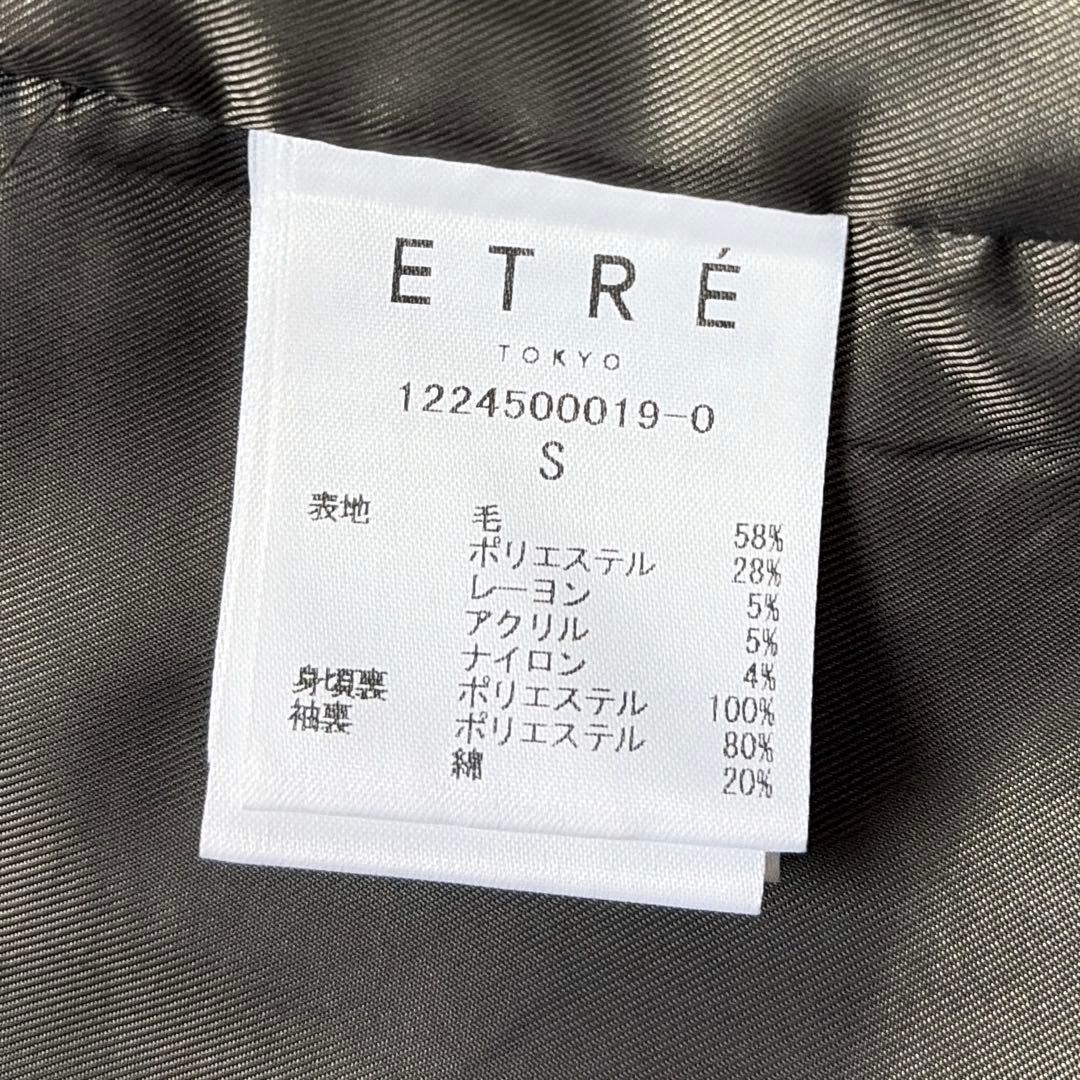 ETRÉ
TOKYO
1224500019-0
S
表地 毛 58%
ポリエステル 28%
レーヨン 5%
アクリル 5%
ナイロン 4%
身頃裏 ポリエステル 100%
袖裏 ポリエステル 80%
綿 20%